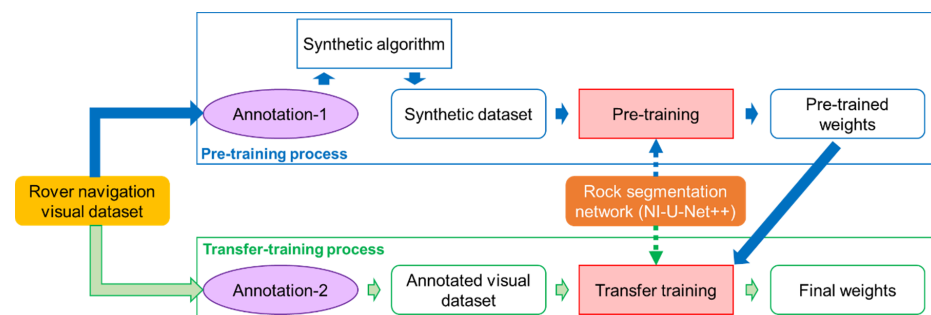 Synthetic algorithm
Annotation-1
Synthetic dataset
Pre-training
Pre-trained
weights
Pre-training process
Rover navigation
visual dataset
Rock segmentation
network (NI-U-Net++)
Transfer-training process
Annotation-2
Annotated visual
dataset
Transfer training
Final weights